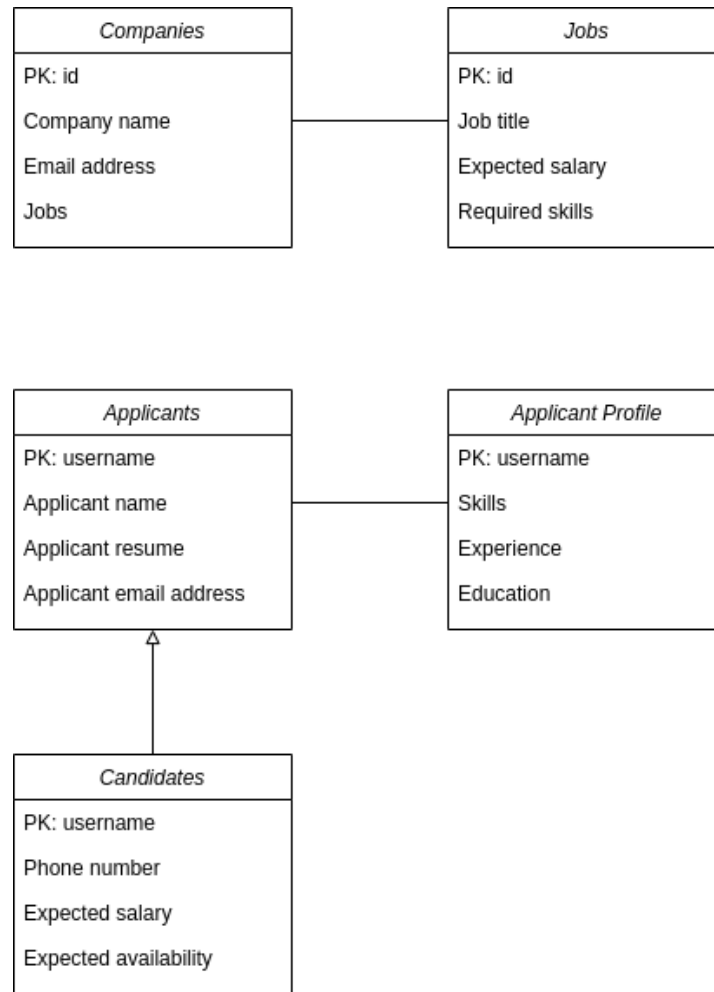 Companies
PK: id
Company name
Email address
Jobs
Jobs
PK: id
Job title
Expected salary
Required skills
Applicants
PK: username
Applicant name
Applicant resume
Applicant email address
Applicant Profile
PK: username
Skills
Experience
Education
Candidates
PK: username
Phone number
Expected salary
Expected availability